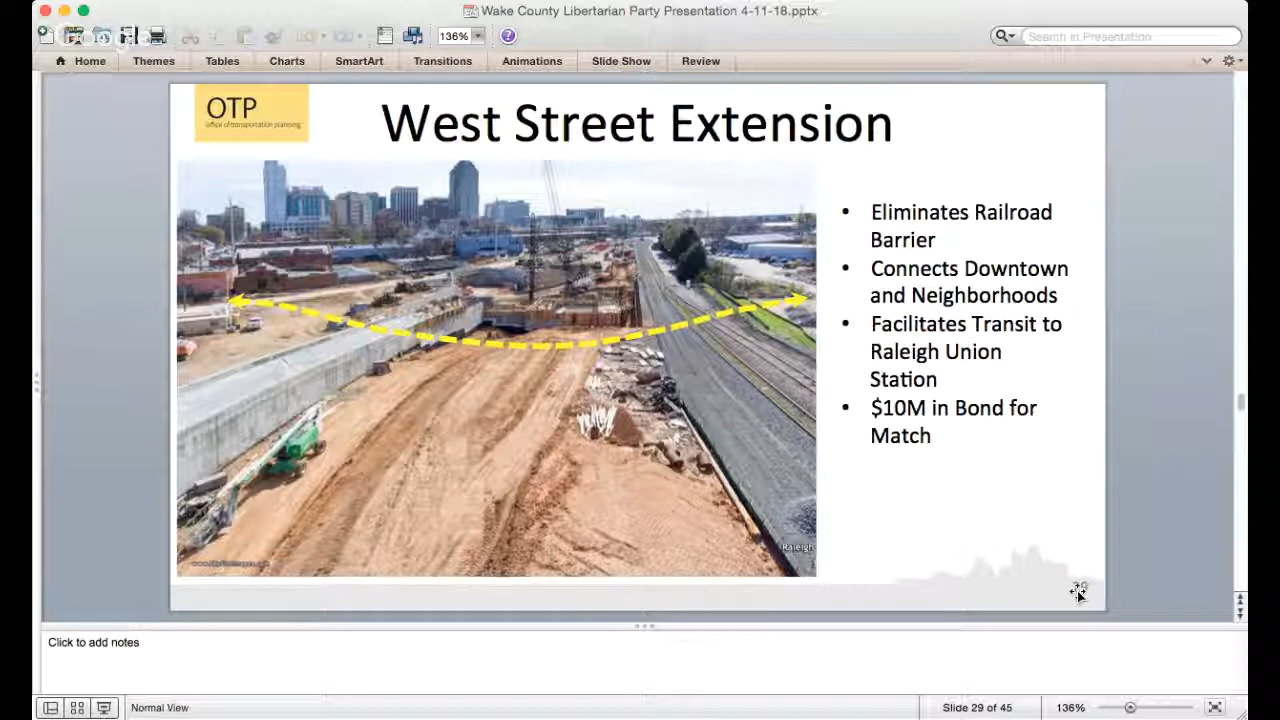 Wake County Libertarian Party Presentation 4-11-18.pptx
136%
Search in Presentation
Home Themes Tables Charts SmartArt Transitions Animations Slide Show Review
OTP
office of transportation planning
West Street Extension
• Eliminates Railroad
Barrier
• Connects Downtown
and Neighborhoods
• Facilitates Transit to
Raleigh Union
Station
• $10M in Bond for
Match
Raleigh
Click to add notes
Normal View
Slide 29 of 45
136%